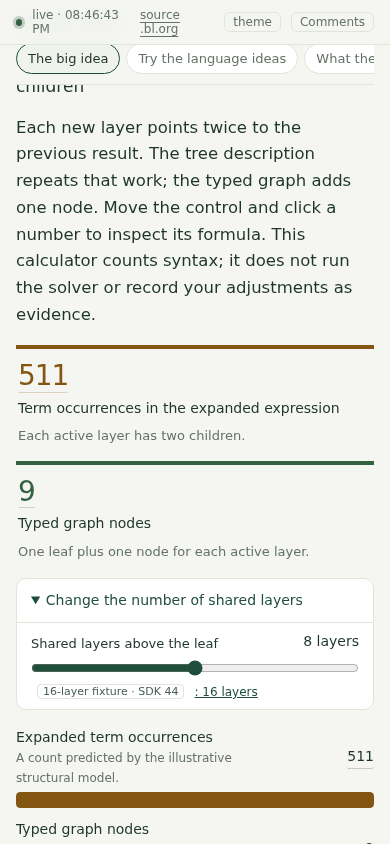 live · 08:46:43
PM
source
.bl.org
theme
Comments
The big idea
Try the language ideas
What the
children
Each new layer points twice to the
previous result. The tree description
repeats that work; the typed graph adds
one node. Move the control and click a
number to inspect its formula. This
calculator counts syntax; it does not run
the solver or record your adjustments as
evidence.
511
Term occurrences in the expanded expression
Each active layer has two children.
9
Typed graph nodes
One leaf plus one node for each active layer.
▼ Change the number of shared layers
Shared layers above the leaf
8 layers
16-layer fixture · SDK 44
: 16 layers
Expanded term occurrences
A count predicted by the illustrative
structural model.
511
Typed graph nodes